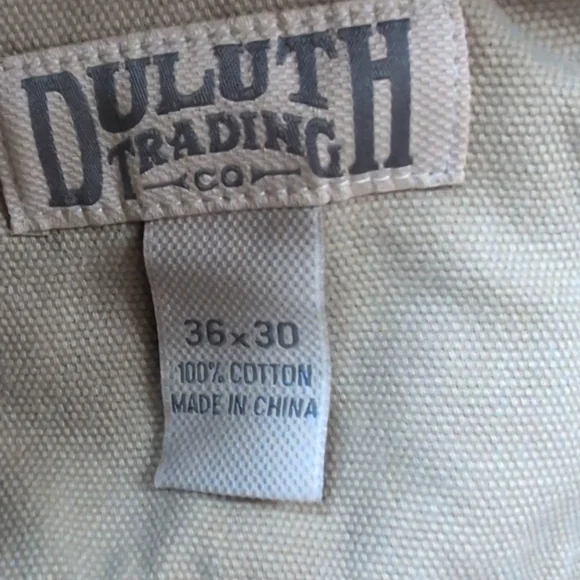 DULUTH
TRADING
CO
36x30
100% COTTON
MADE IN CHINA